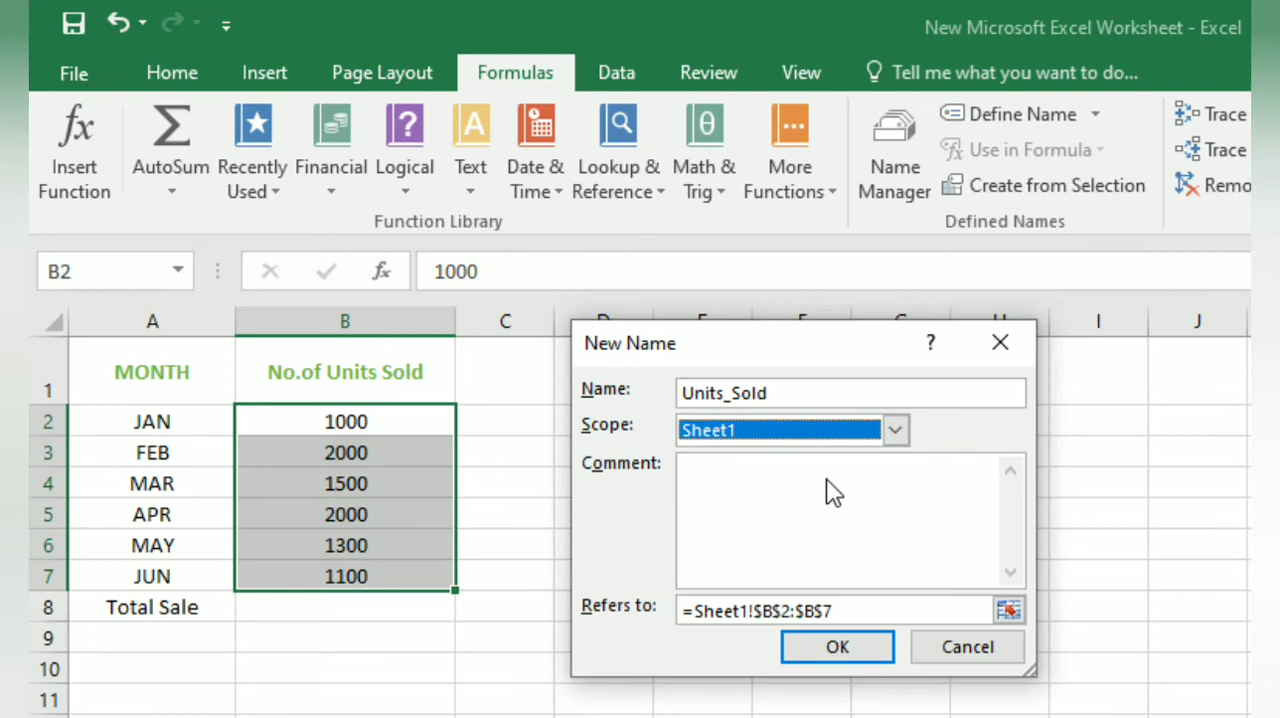 New Microsoft Excel Worksheet - Excel
File Home Insert Page Layout Formulas Data Review View Tell me what you want to do...
fx Σ ? A θ
Insert Function
AutoSum
Recently Used
Financial
Logical
Text
Date & Time
Lookup & Reference
Math & Trig
More Functions
Name Manager
Define Name
Use in Formula
Create from Selection
Trace
Trace
Remo
Function Library
Defined Names
B2 fx 1000
A B C I J
1 MONTH No.of Units Sold
2 JAN 1000
3 FEB 2000
4 MAR 1500
5 APR 2000
6 MAY 1300
7 JUN 1100
8 Total Sale
9
10
11
New Name ?
Name: Units_Sold
Scope: Sheet1
Comment:
Refers to: =Sheet1!$B$2:$B$7
OK Cancel